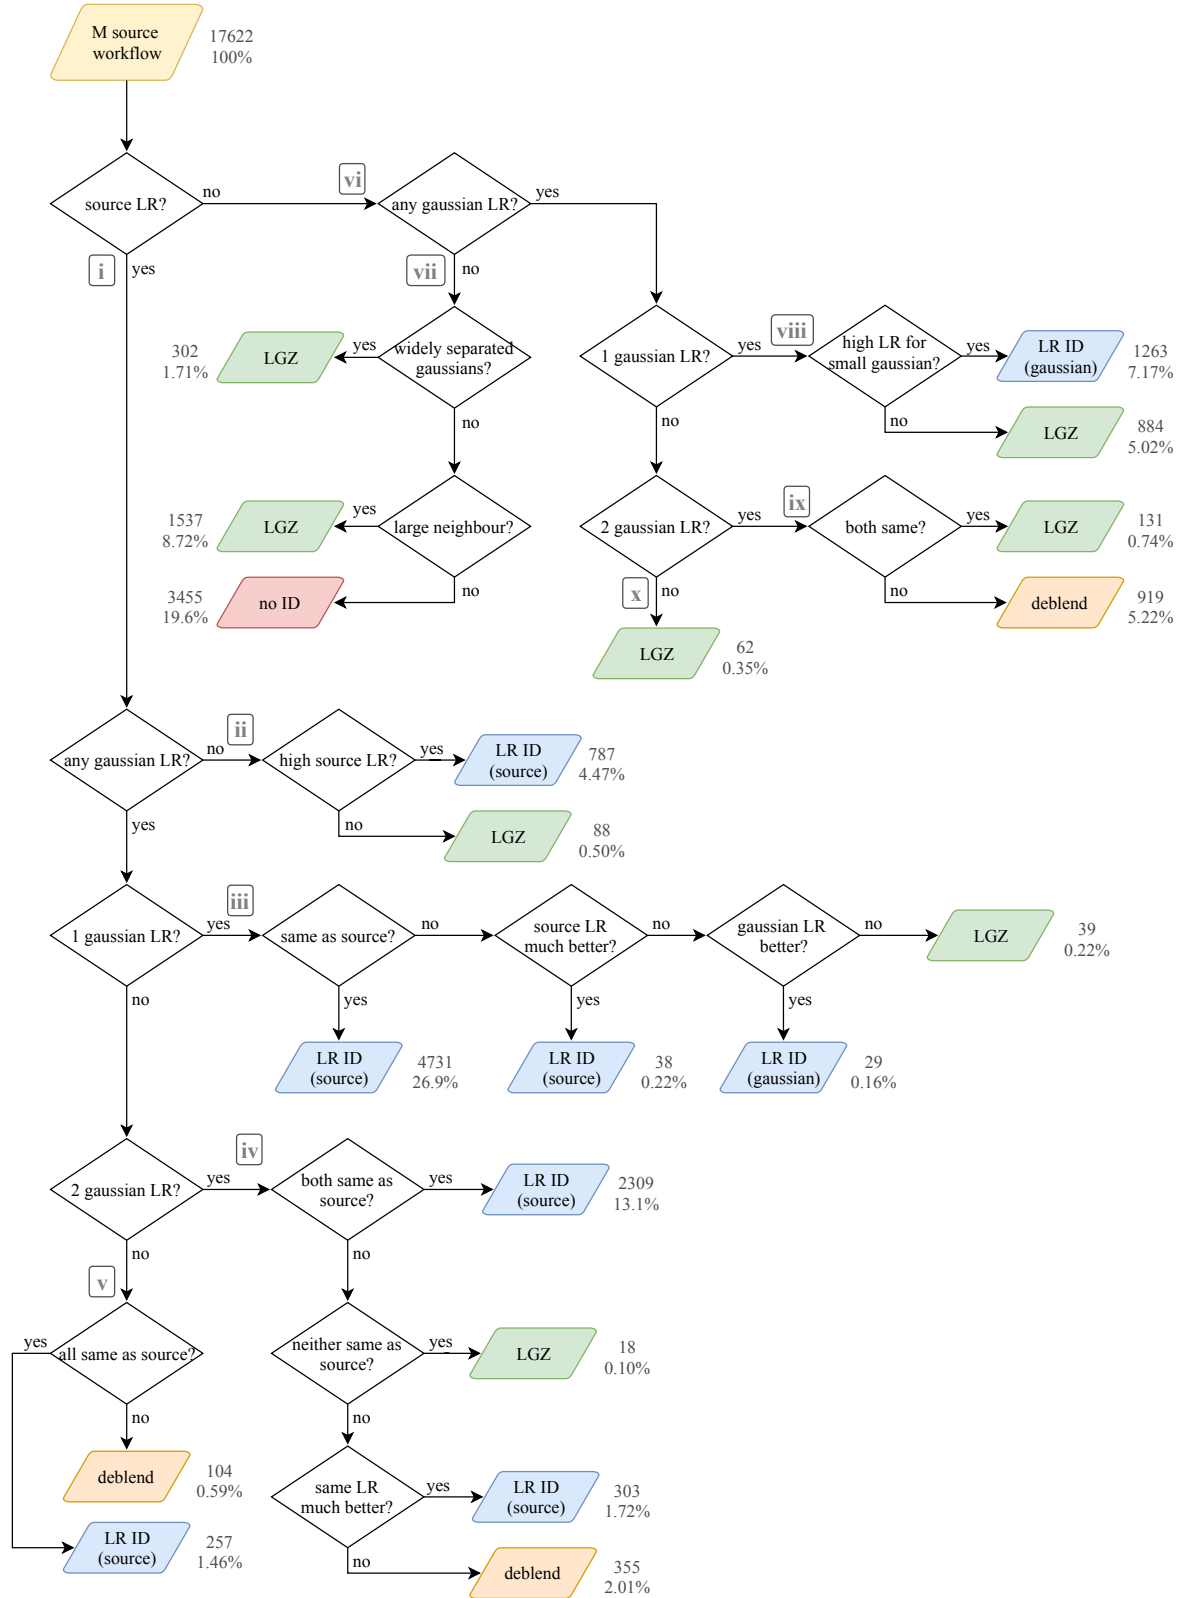 M source
workflow
17622
100%
source LR?
no
vi
any gaussian LR?
yes
i
yes
vii
no
302
1.71%
LGZ
yes
widely separated
gaussians?
no
1 gaussian LR?
yes
viii
high LR for
small gaussian?
yes
LR ID
(gaussian)
1263
7.17%
no
LGZ
884
5.02%
no
1537
8.72%
LGZ
yes
large neighbour?
no
3455
19.6%
no ID
2 gaussian LR?
yes
ix
both same?
yes
LGZ
131
0.74%
no
deblend
919
5.22%
x
no
LGZ
62
0.35%
any gaussian LR?
no
ii
high source LR?
yes
LR ID
(source)
787
4.47%
no
LGZ
88
0.50%
yes
1 gaussian LR?
yes
iii
same as source?
no
source LR
much better?
no
gaussian LR
better?
no
LGZ
39
0.22%
yes
LR ID
(source)
4731
26.9%
yes
LR ID
(source)
38
0.22%
yes
LR ID
(gaussian)
29
0.16%
no
2 gaussian LR?
yes
iv
both same as
source?
yes
LR ID
(source)
2309
13.1%
no
v
no
yes
all same as source?
neither same as
source?
yes
LGZ
18
0.10%
no
deblend
104
0.59%
LR ID
(source)
257
1.46%
no
same LR
much better?
yes
LR ID
(source)
303
1.72%
no
deblend
355
2.01%